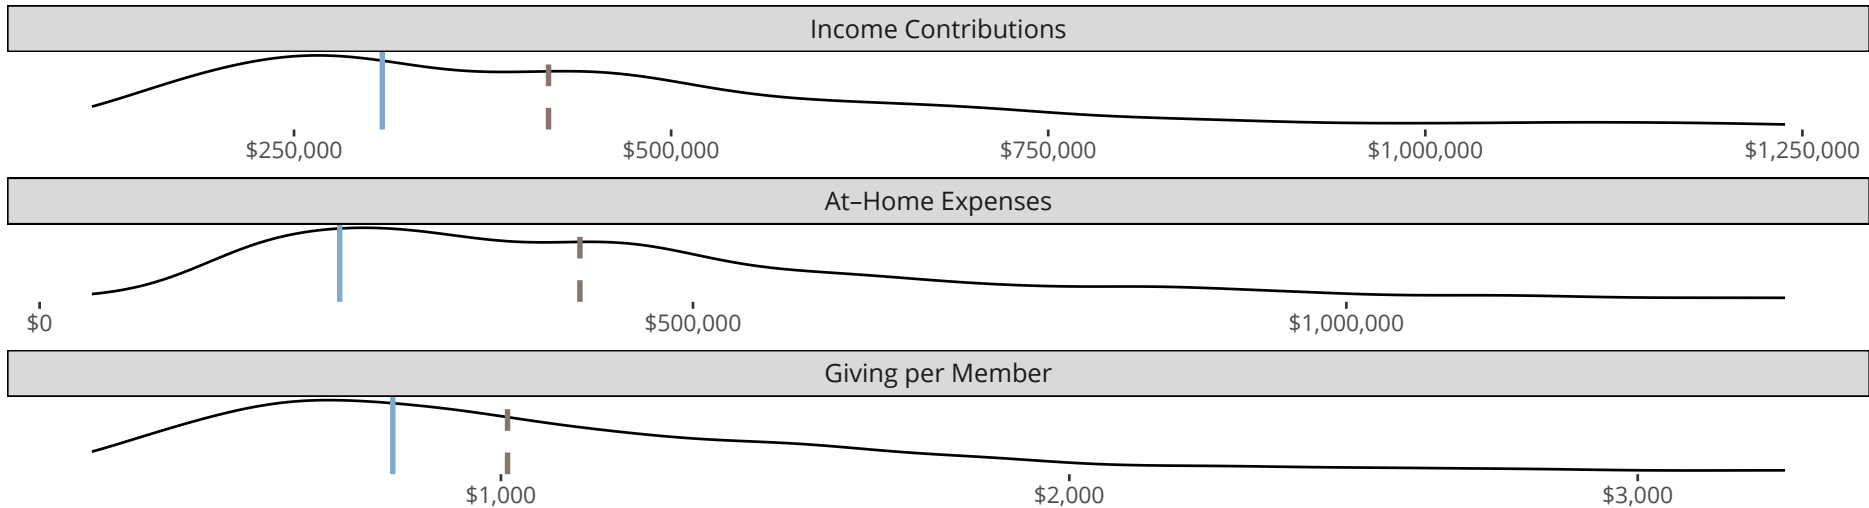 Income Contributions
$250,000 $500,000 $750,000 $1,000,000 $1,250,000
At–Home Expenses
$0 $500,000 $1,000,000
Giving per Member
$1,000 $2,000 $3,000